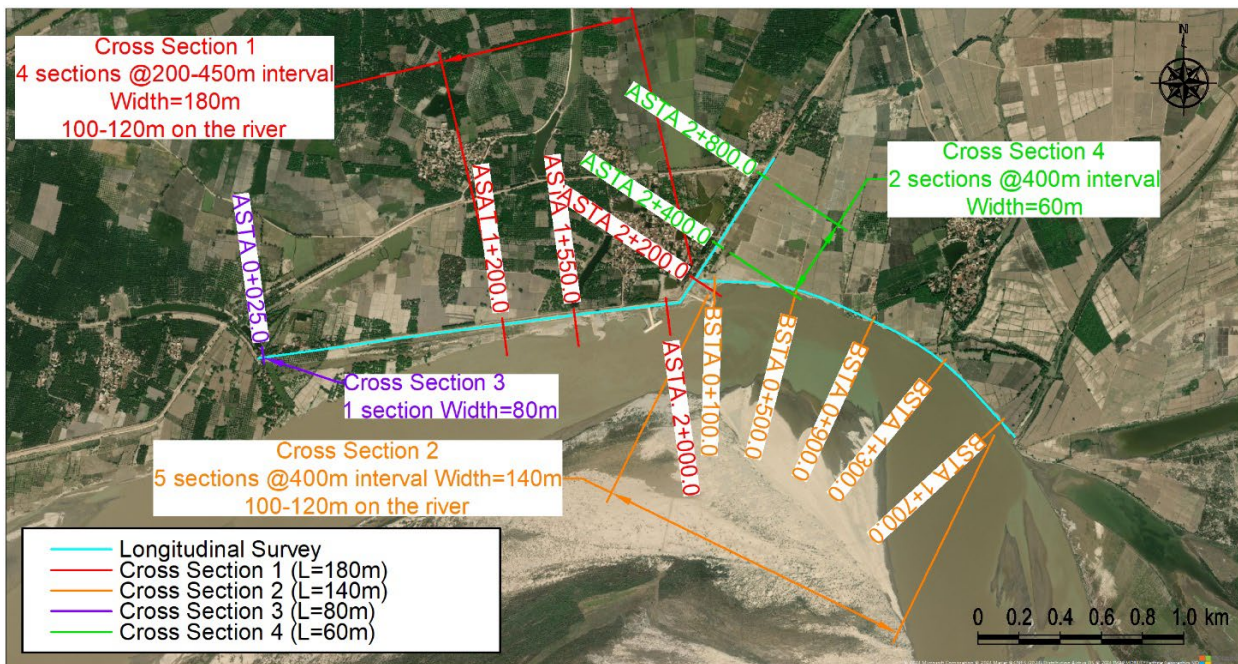 Cross Section 1
4 sections @200-450m interval
Width=180m
100-120m on the river
N
ASTA 2+800.0
ASTA 2+400.0
ASTA 2+200.0
ASTA 1+550.0
ASAT 1+200.0
ASTA 0+025.0
Cross Section 4
2 sections @400m interval
Width=60m
Cross Section 3
1 section Width=80m
ASTA. 2+000.0
BSTA 0+100.0
BSTA 0+500.0
BSTA 0+900.0
BSTA 1+300.0
BSTA 1+700.0
Cross Section 2
5 sections @400m interval Width=140m
100-120m on the river
Longitudinal Survey
Cross Section 1 (L=180m)
Cross Section 2 (L=140m)
Cross Section 3 (L=80m)
Cross Section 4 (L=60m)
0 0.2 0.4 0.6 0.8 1.0 km